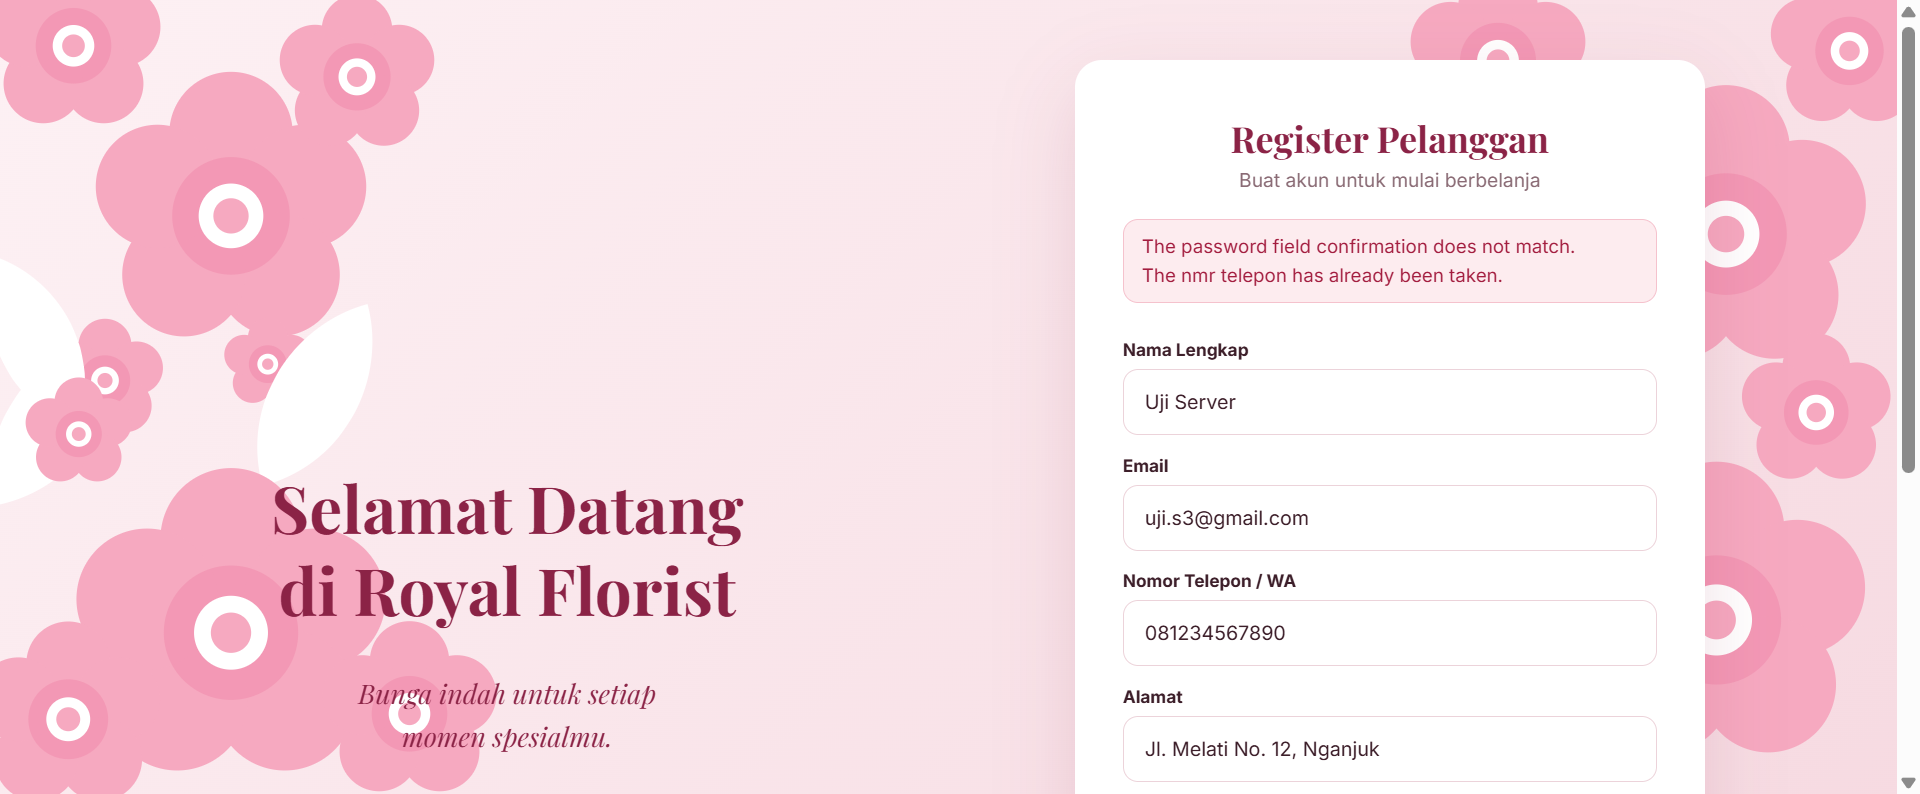 Selamat Datang
di Royal Florist
Bunga indah untuk setiap
momen spesialmu.
Register Pelanggan
Buat akun untuk mulai berbelanja
The password field confirmation does not match.
The nmr telepon has already been taken.
Nama Lengkap
Uji Server
Email
uji.s3@gmail.com
Nomor Telepon / WA
081234567890
Alamat
Jl. Melati No. 12, Nganjuk